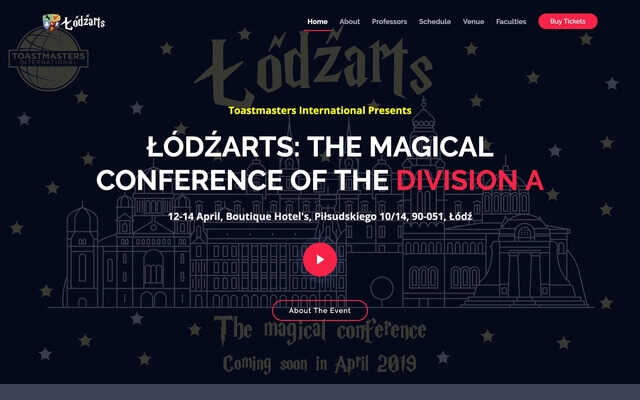 Łódźarts
Home About Professors Schedule Venue Faculties Buy Tickets
TOASTMASTERS
INTERNATIONAL
Łódźarts
Toastmasters International Presents
ŁÓDŹARTS: THE MAGICAL
CONFERENCE OF THE DIVISION A
12-14 April, Boutique Hotel's, Piłsudskiego 10/14, 90-051, Łódź
About The Event
The magical conference
Coming soon in April 2019